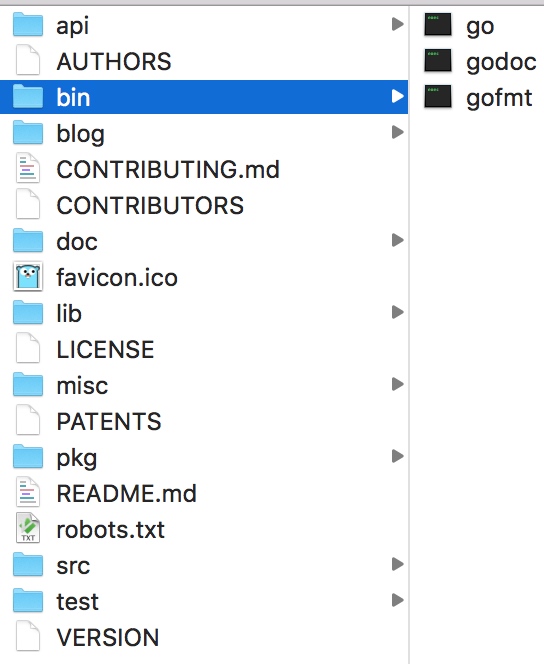 api
AUTHORS
bin
blog
CONTRIBUTING.md
CONTRIBUTORS
doc
favicon.ico
lib
LICENSE
misc
PATENTS
pkg
README.md
robots.txt
src
test
VERSION
go
godoc
gofmt